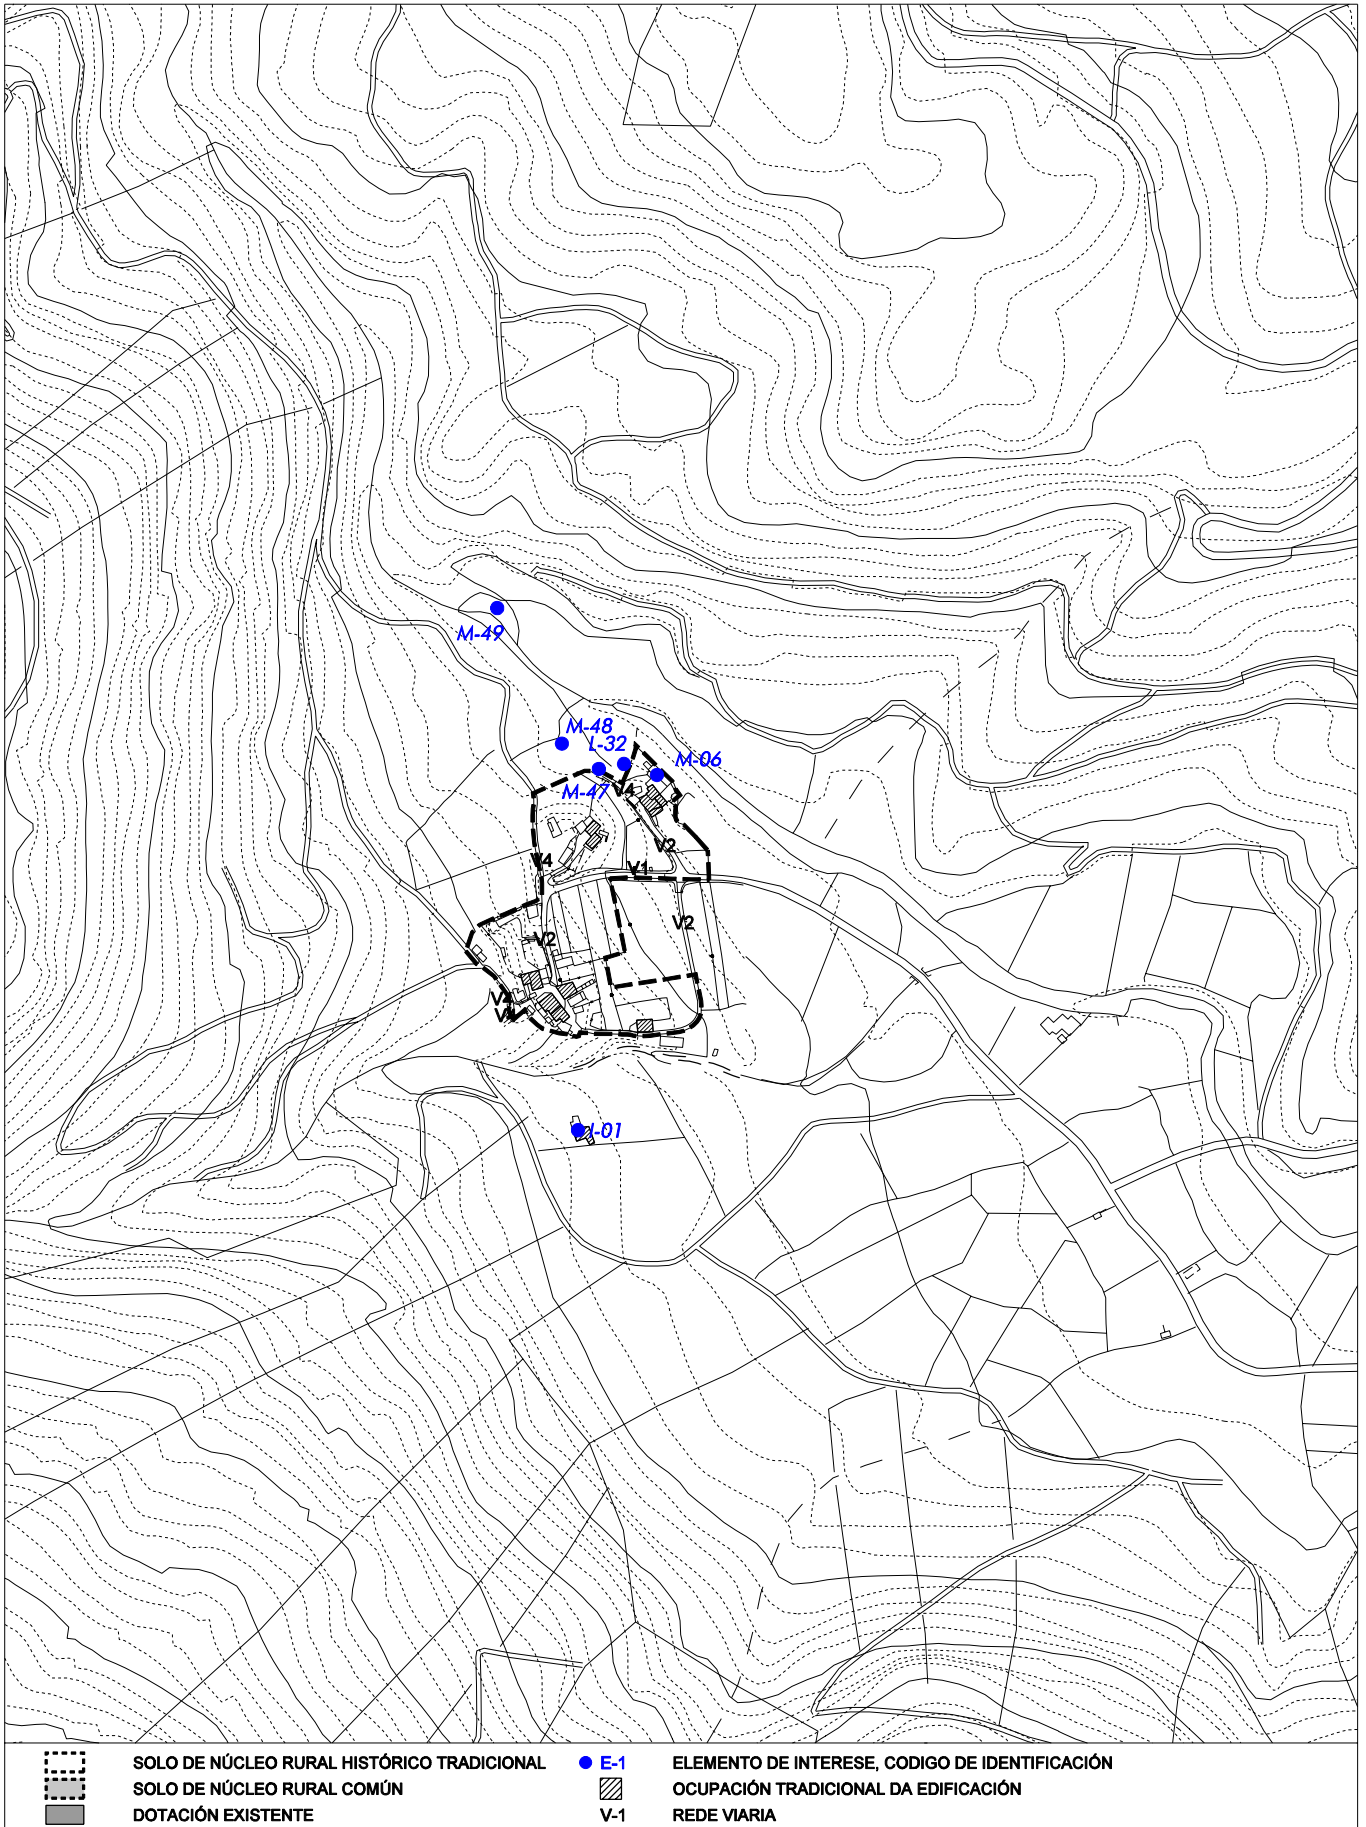 M-49
M-48
L-32
M-06
M-47
V4
V2
V4
V1
V2
V2
I-01
SOLO DE NÚCLEO RURAL HISTÓRICO TRADICIONAL
E-1 ELEMENTO DE INTERESE, CODIGO DE IDENTIFICACIÓN
SOLO DE NÚCLEO RURAL COMÚN
OCUPACIÓN TRADICIONAL DA EDIFICACIÓN
DOTACIÓN EXISTENTE
V-1 REDE VIARIA